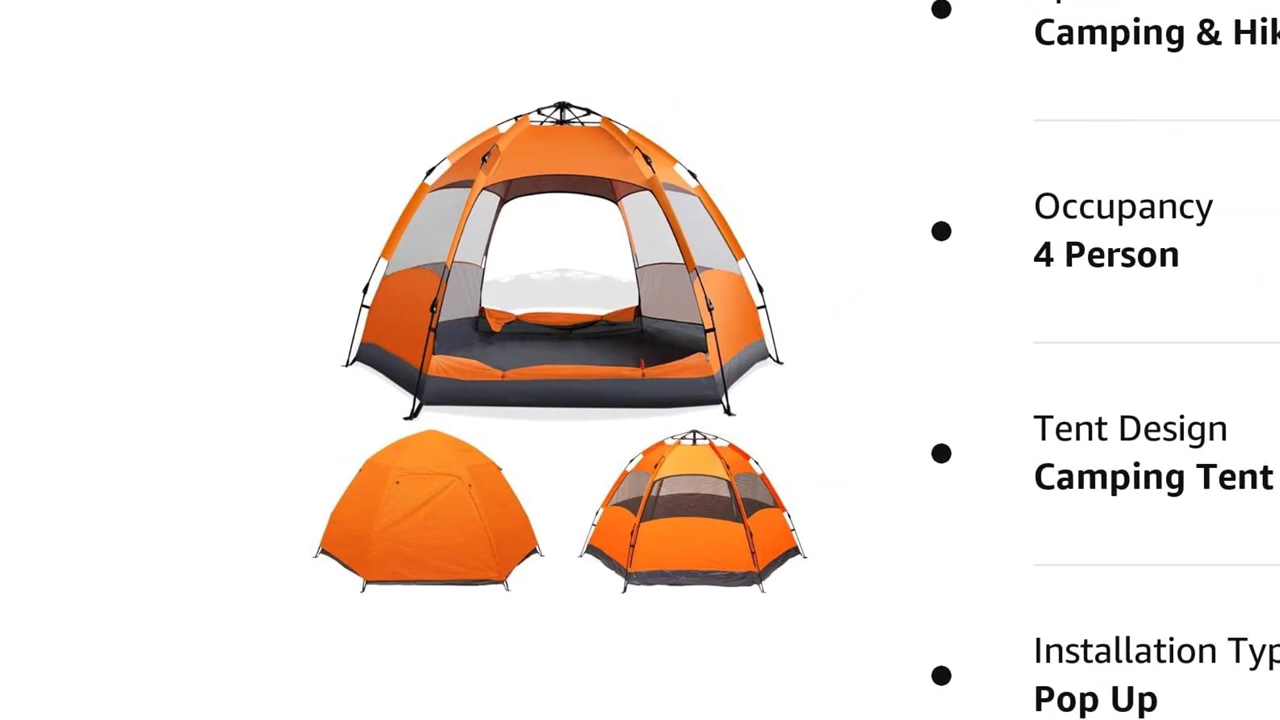 Camping & Hik
Occupancy
4 Person
Tent Design
Camping Tent
Installation Typ
Pop Up